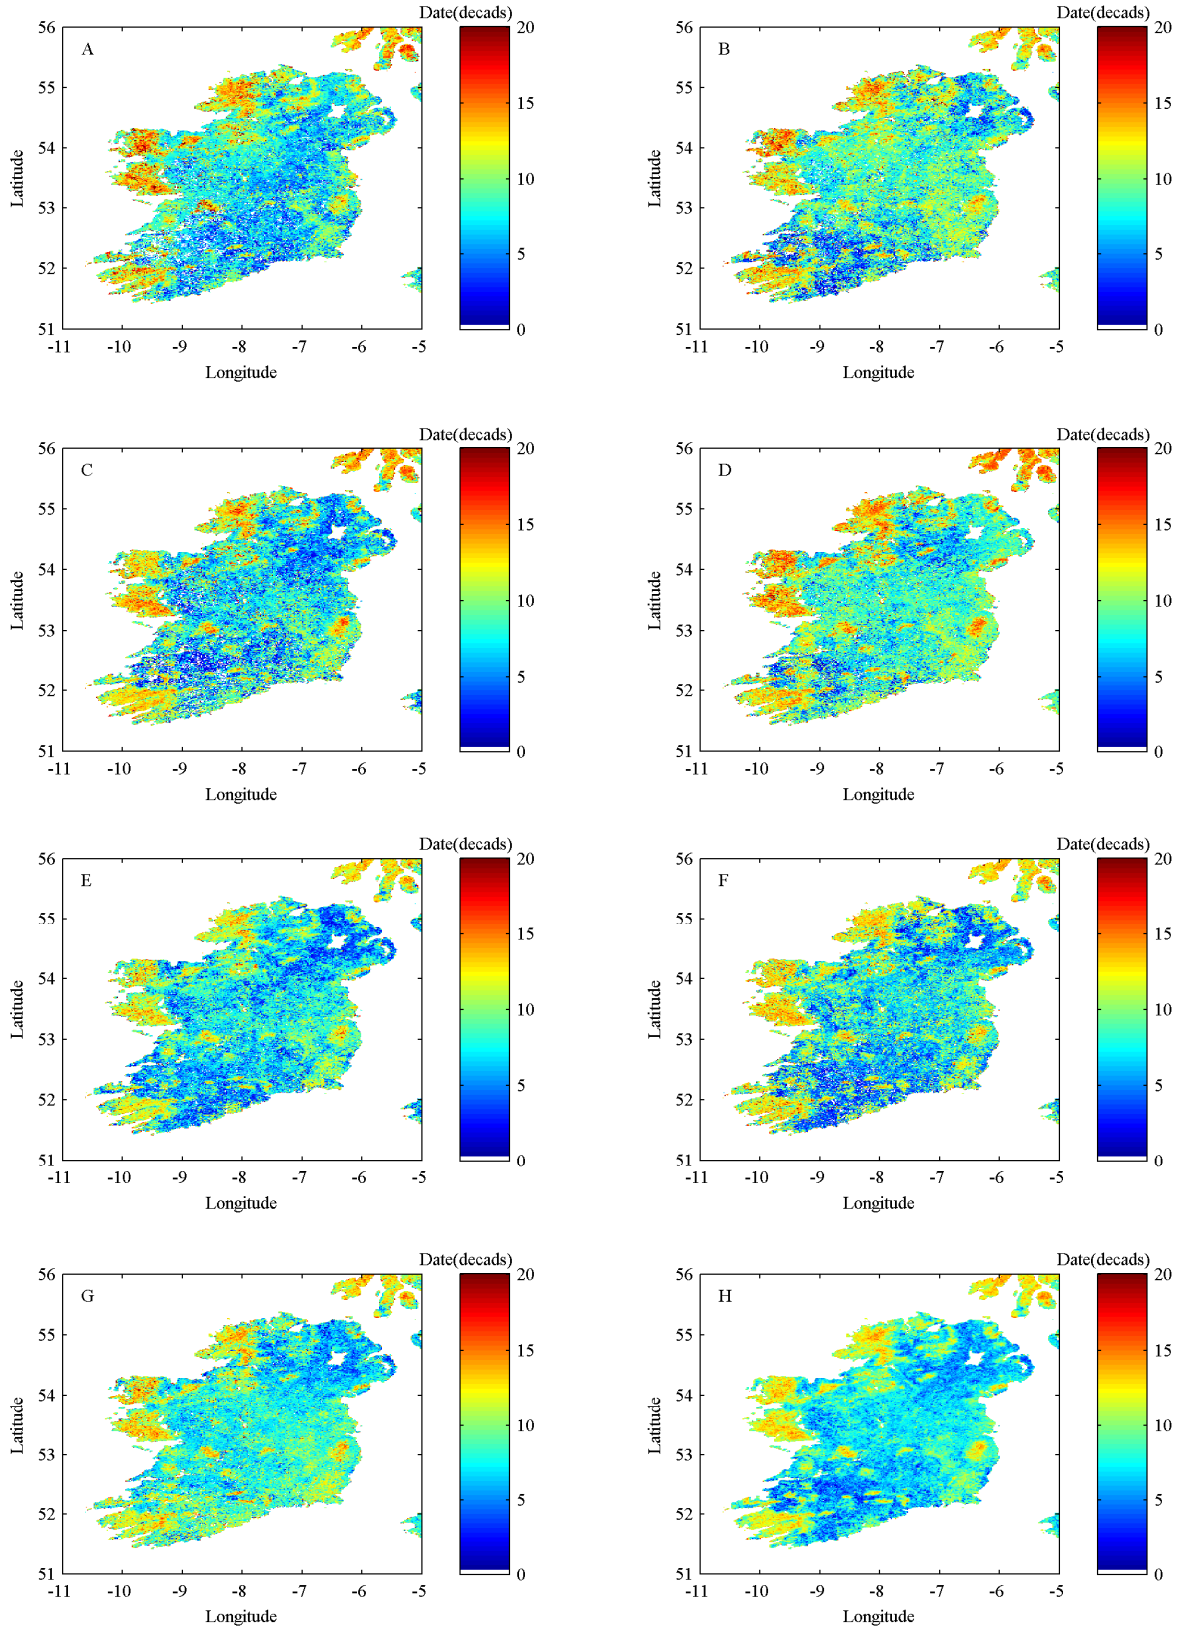 Date(decads) Date(decads)
56 A 20 56 B 20
55 55
15 15
54 54
Latitude 10 Latitude 10
53 53
52 5 52 5
51 0 51 0
-11 -10 -9 -8 -7 -6 -5 -11 -10 -9 -8 -7 -6 -5
Longitude Longitude
Date(decads) Date(decads)
56 C 20 56 D 20
55 55
15 15
54 54
Latitude 10 Latitude 10
53 53
52 5 52 5
51 0 51 0
-11 -10 -9 -8 -7 -6 -5 -11 -10 -9 -8 -7 -6 -5
Longitude Longitude
Date(decads) Date(decads)
56 E 20 56 F 20
55 55
15 15
54 54
Latitude 10 Latitude 10
53 53
52 5 52 5
51 0 51 0
-11 -10 -9 -8 -7 -6 -5 -11 -10 -9 -8 -7 -6 -5
Longitude Longitude
Date(decads) Date(decads)
56 G 20 56 H 20
55 55
15 15
54 54
Latitude 10 Latitude 10
53 53
52 5 52 5
51 0 51 0
-11 -10 -9 -8 -7 -6 -5 -11 -10 -9 -8 -7 -6 -5
Longitude Longitude